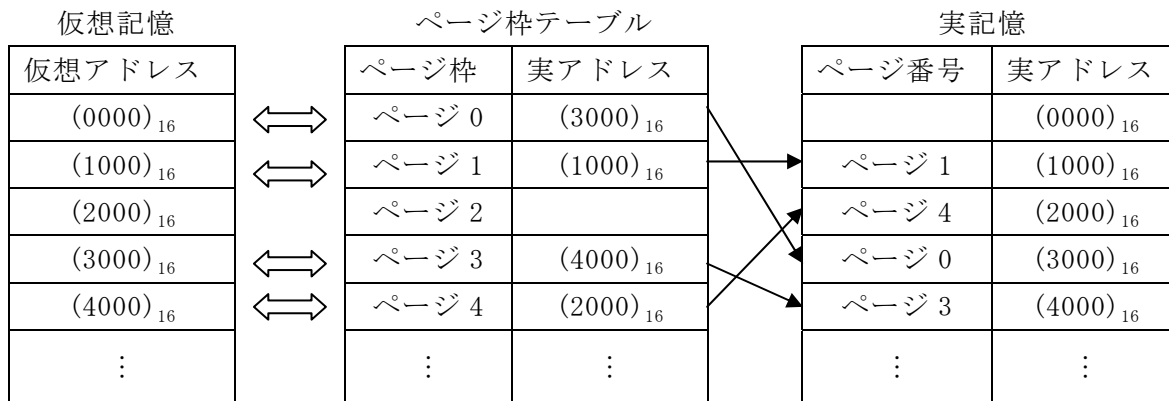 仮想記憶 ページ枠テーブル 実記憶
仮想アドレス ページ枠 実アドレス ページ番号 実アドレス
(0000)₁₆ ページ 0 (3000)₁₆ (0000)₁₆
(1000)₁₆ ページ 1 (1000)₁₆ ページ 1 (1000)₁₆
(2000)₁₆ ページ 2 ページ 4 (2000)₁₆
(3000)₁₆ ページ 3 (4000)₁₆ ページ 0 (3000)₁₆
(4000)₁₆ ページ 4 (2000)₁₆ ページ 3 (4000)₁₆
⋮ ⋮ ⋮ ⋮ ⋮